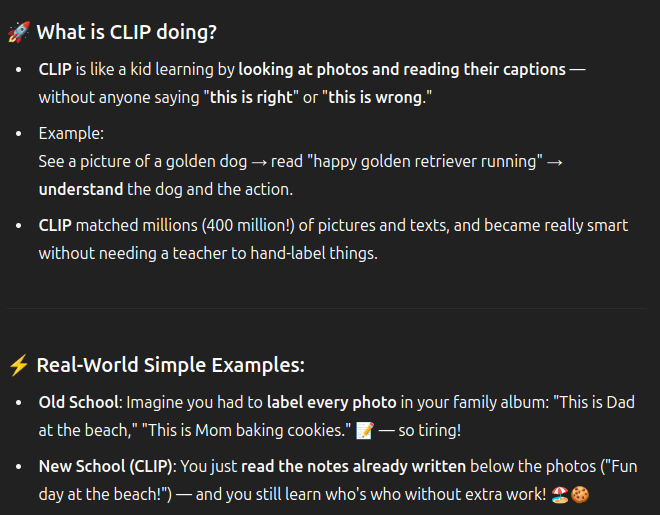 🚀 What is CLIP doing?
• CLIP is like a kid learning by looking at photos and reading their captions —
without anyone saying "this is right" or "this is wrong."
• Example:
See a picture of a golden dog → read "happy golden retriever running" →
understand the dog and the action.
• CLIP matched millions (400 million!) of pictures and texts, and became really smart
without needing a teacher to hand-label things.
⚡ Real-World Simple Examples:
• Old School: Imagine you had to label every photo in your family album: "This is Dad
at the beach," "This is Mom baking cookies." 📝 — so tiring!
• New School (CLIP): You just read the notes already written below the photos ("Fun
day at the beach!") — and you still learn who's who without extra work! 🏖️🍪